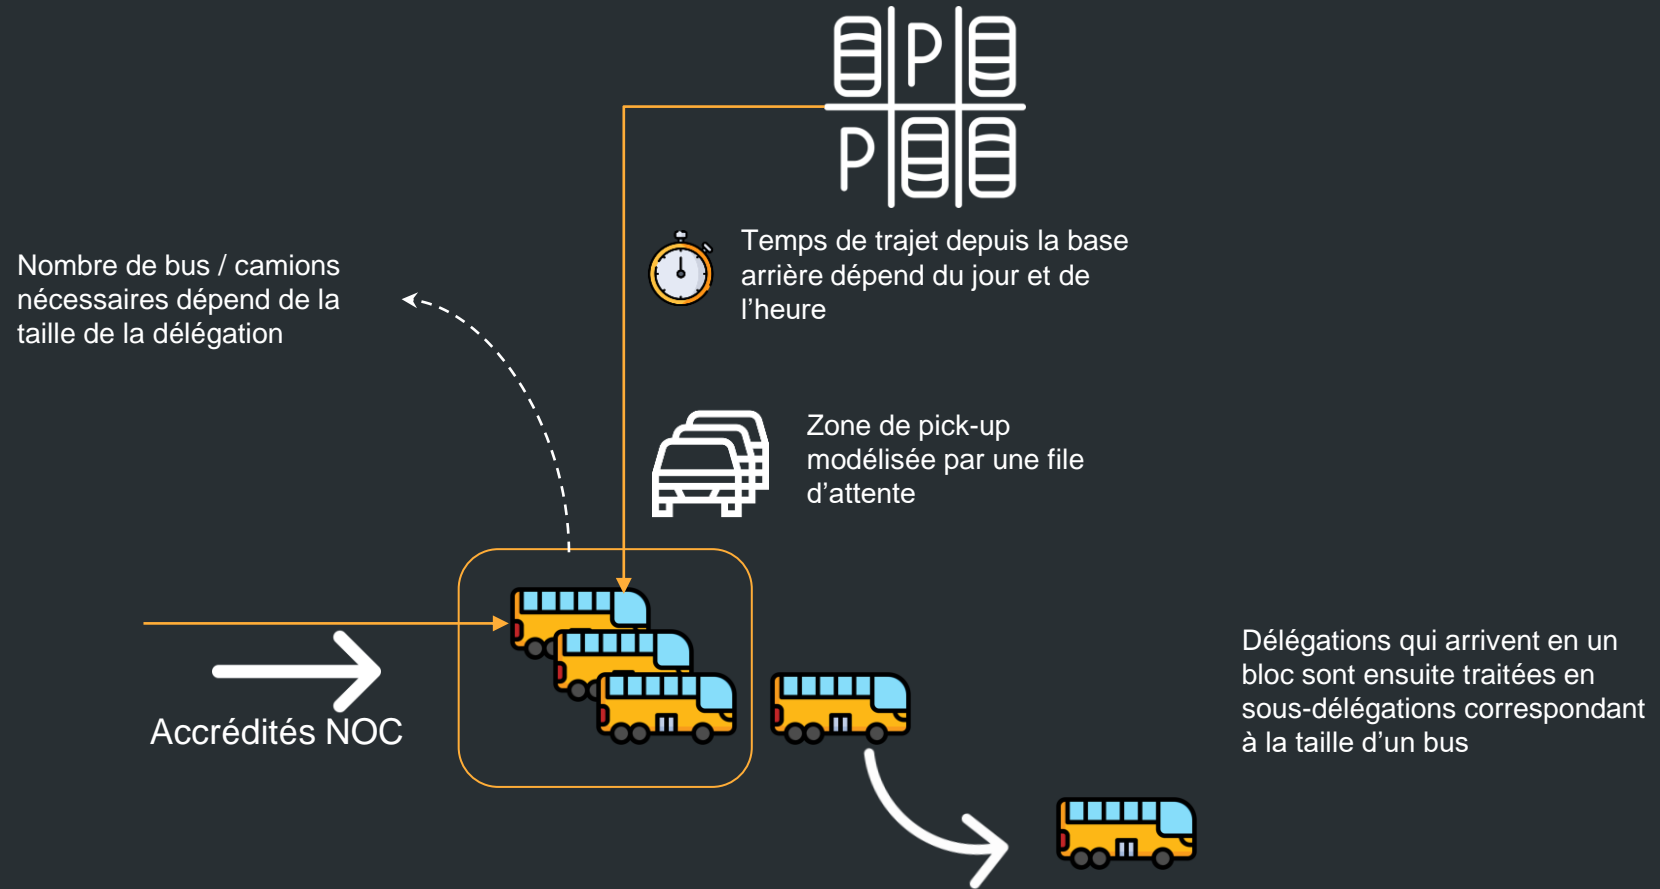 P
P
Temps de trajet depuis la base
arrière dépend du jour et de
l’heure
Nombre de bus / camions
nécessaires dépend de la
taille de la délégation
Zone de pick-up
modélisée par une file
d’attente
Accrédités NOC
Délégations qui arrivent en un
bloc sont ensuite traitées en
sous-délégations correspondant
à la taille d’un bus